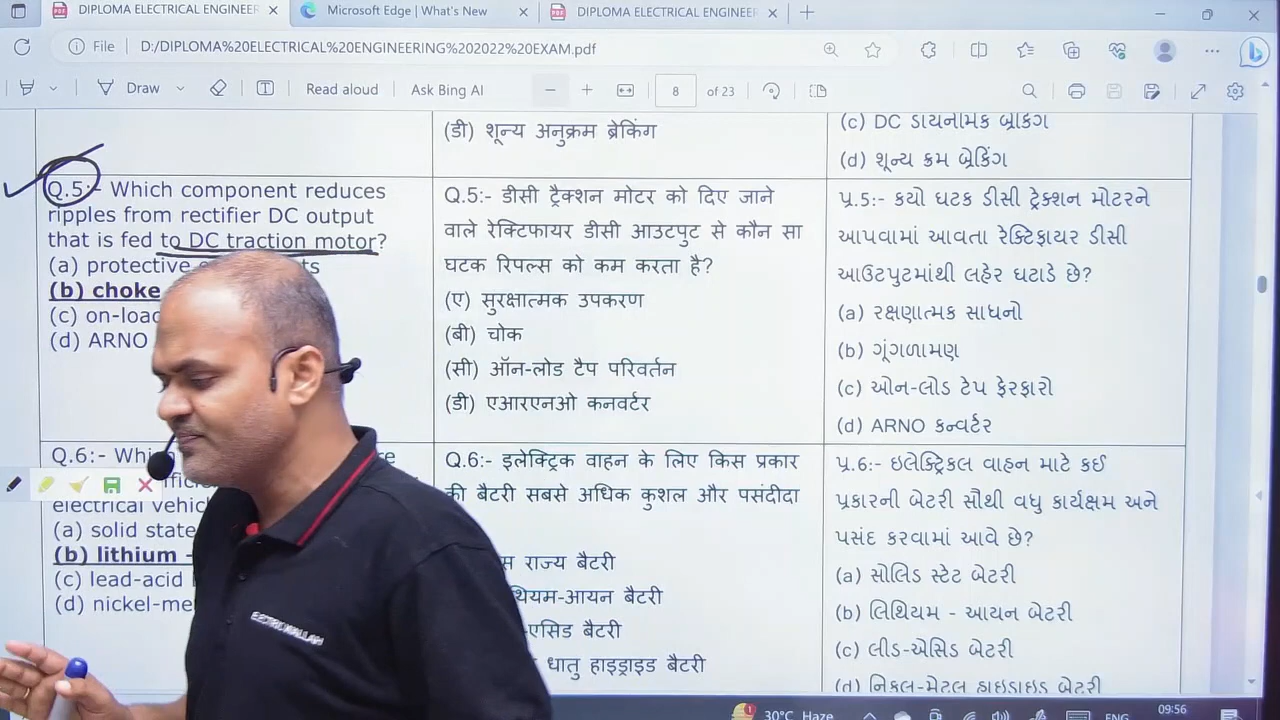 DIPLOMA ELECTRICAL ENGINEER
Microsoft Edge | What's New
DIPLOMA ELECTRICAL ENGINEER
File
D:/DIPLOMA%20ELECTRICAL%20ENGINEERING%202022%20EXAM.pdf
Draw
Read aloud
Ask Bing AI
8
of 23
(डी) शून्य अनुक्रम ब्रेकिंग
(c) DC ડાયનામિક બ્રેકિંગ
(d) શૂન્ય ક્રમ બ્રેકિંગ
Q.5:- Which component reduces
ripples from rectifier DC output
that is fed to DC traction motor?
(a) protective
(b) choke
(c) on-load
(d) ARNO
Q.5:- डीसी ट्रैक्शन मोटर को दिए जाने
वाले रेक्टिफायर डीसी आउटपुट से कौन सा
घटक रिपल्स को कम करता है?
(ए) सुरक्षात्मक उपकरण
(बी) चोक
(सी) ऑन-लोड टैप परिवर्तन
(डी) एआरएनओ कनवर्टर
પ્ર.5:- કયો ઘટક ડીસી ટ્રેક્શન મોટરને
આપવામાં આવતા રેક્ટિફાયર ડીસી
આઉટપુટમાંથી લહેર ઘટાડે છે?
(a) રક્ષણાત્મક સાધનો
(b) ગૂંગળામણ
(c) ઓન-લોડ ટેપ ફેરફારો
(d) ARNO કન્વર્ટર
Q.6:-
electrical
(a) solid state
(b) lithium -
(c) lead-acid
(d)
Q.6:- इलेक्ट्रिक वाहन के लिए किस प्रकार
की बैटरी सबसे अधिक कुशल और पसंदीदा
राज्य बैटरी
बैटरी
बैटरी
धातु हाइड्राइड बैटरी
પ્ર.6:- ઇલેક્ટ્રિકલ વાહન માટે કઈ
પ્રકારની બેટરી સૌથી વધુ કાર્યક્ષમ અને
પસંદ કરવામાં આવે છે?
(a) સોલિડ સ્ટેટ બેટરી
(b) લિથિયમ - આયન બેટરી
(c) લીડ-એસિડ બેટરી
(d) નિકલ-મેટલ હાઇડ્રાઇડ બેટરી
ELECTRIC WALLAH
30°C Haze
ENG
09:56